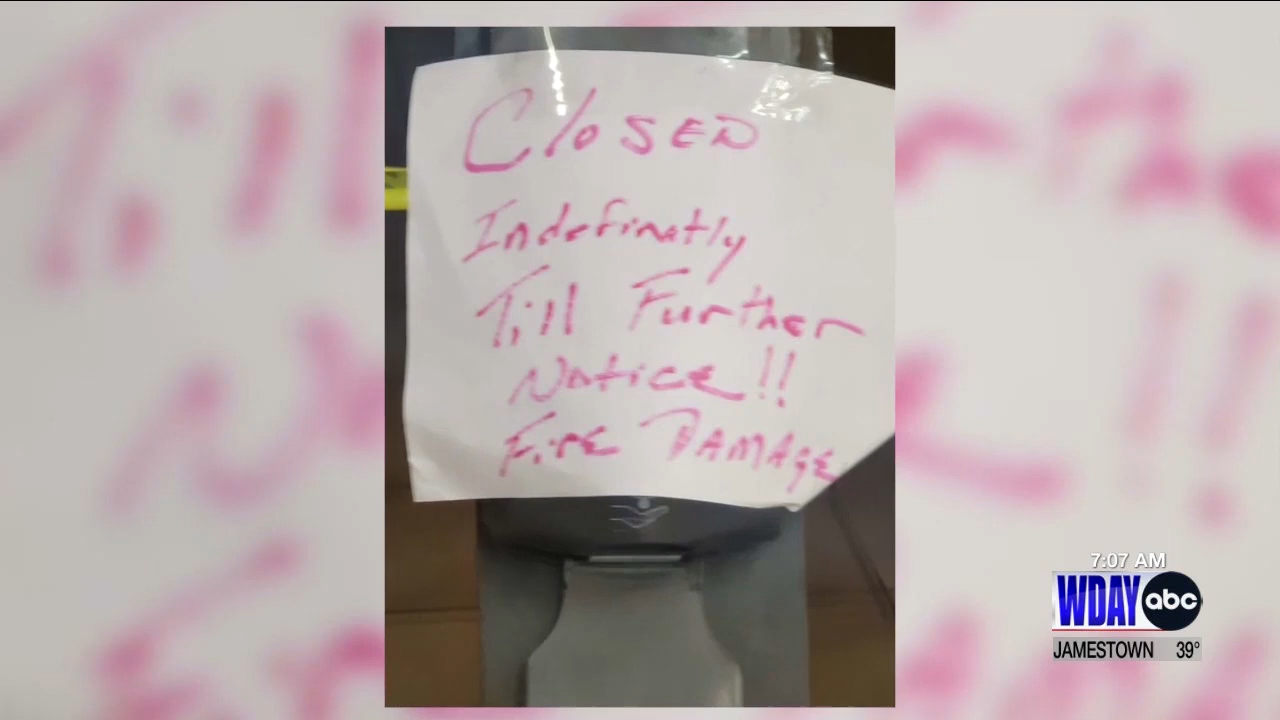 CLOSED
Indefinatly
Till Further
Notice!!
Fire DAMAGE
7:07 AM
WDAY abc
JAMESTOWN 39°